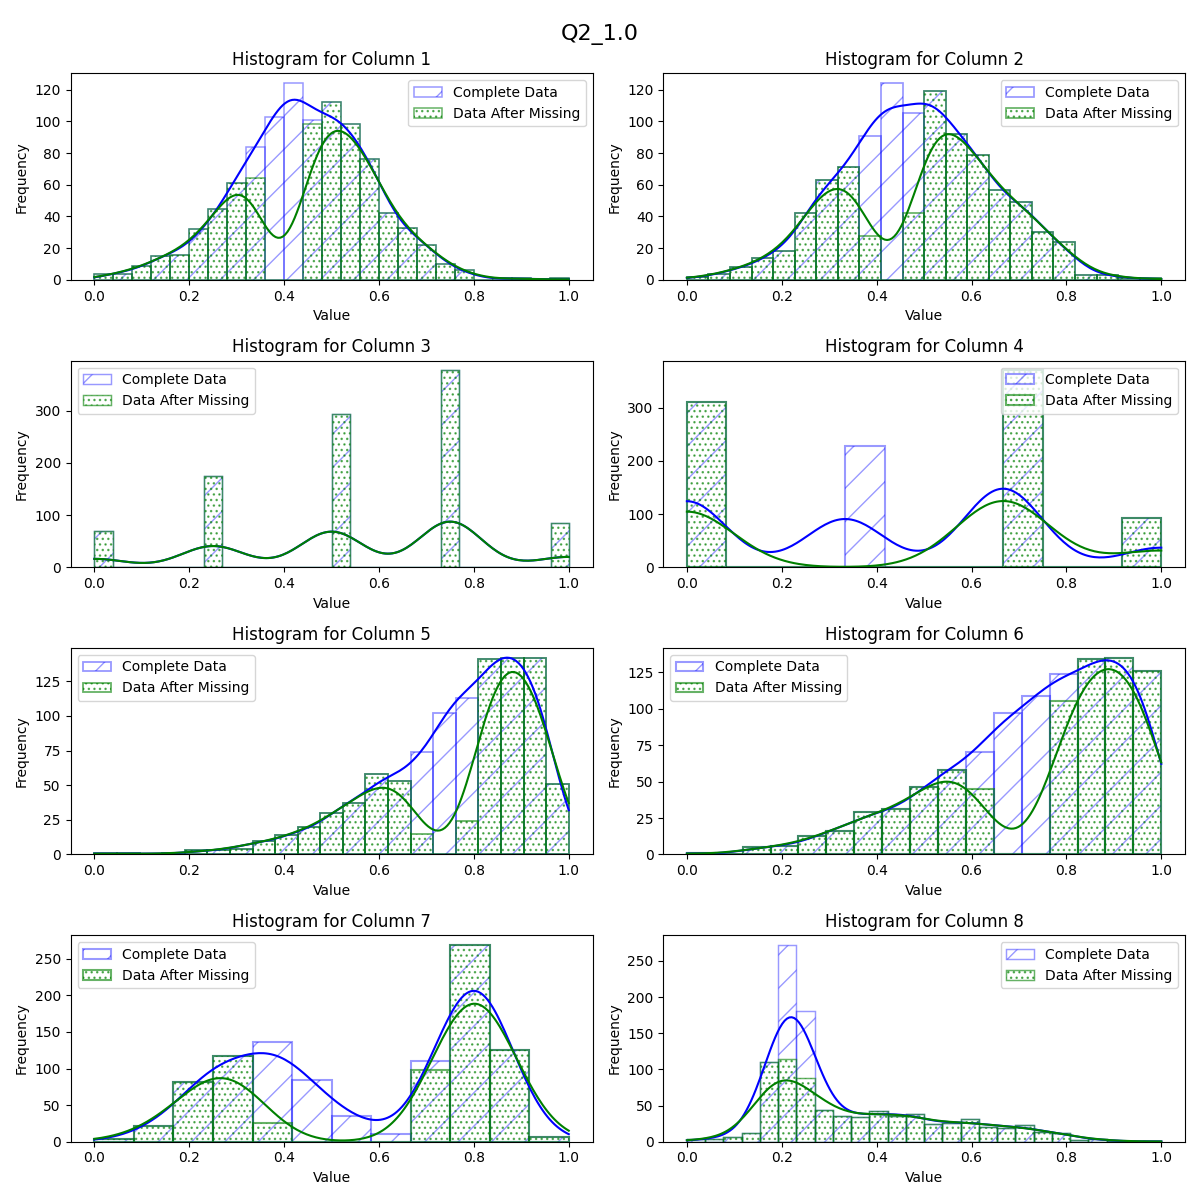 Q2_1.0
Histogram for Column 1
Frequency
120
100
80
60
40
20
0
0.0 0.2 0.4 0.6 0.8 1.0
Value
Complete Data
Data After Missing
Histogram for Column 2
Frequency
120
100
80
60
40
20
0
0.0 0.2 0.4 0.6 0.8 1.0
Value
Complete Data
Data After Missing
Histogram for Column 3
Frequency
300
200
100
0
0.0 0.2 0.4 0.6 0.8 1.0
Value
Complete Data
Data After Missing
Histogram for Column 4
Frequency
300
200
100
0
0.0 0.2 0.4 0.6 0.8 1.0
Value
Complete Data
Data After Missing
Histogram for Column 5
Frequency
125
100
75
50
25
0
0.0 0.2 0.4 0.6 0.8 1.0
Value
Complete Data
Data After Missing
Histogram for Column 6
Frequency
125
100
75
50
25
0
0.0 0.2 0.4 0.6 0.8 1.0
Value
Complete Data
Data After Missing
Histogram for Column 7
Frequency
250
200
150
100
50
0
0.0 0.2 0.4 0.6 0.8 1.0
Value
Complete Data
Data After Missing
Histogram for Column 8
Frequency
250
200
150
100
50
0
0.0 0.2 0.4 0.6 0.8 1.0
Value
Complete Data
Data After Missing